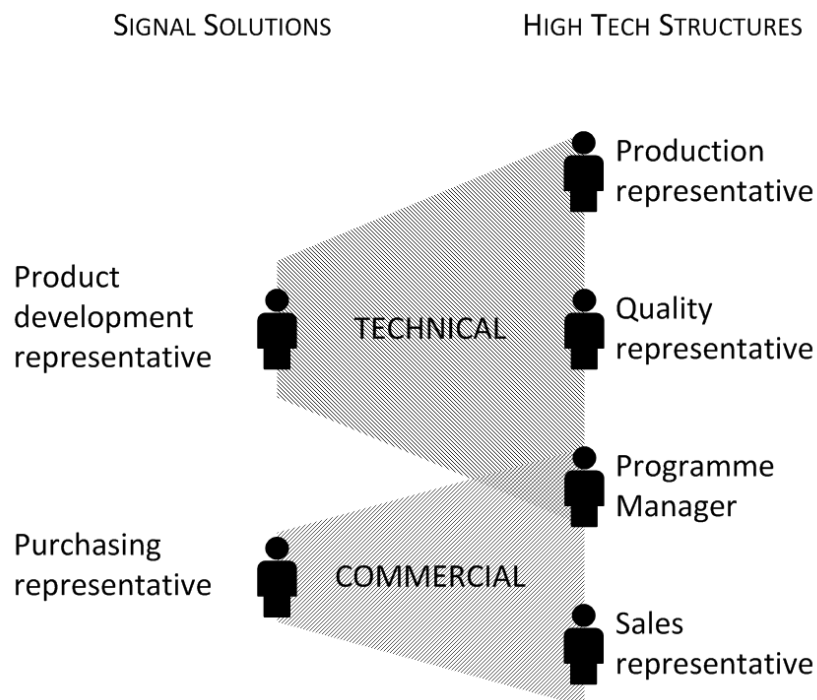 SIGNAL SOLUTIONS
HIGH TECH STRUCTURES
Production
representative
Product
development
representative
TECHNICAL
Quality
representative
Programme
Manager
Purchasing
representative
COMMERCIAL
Sales
representative